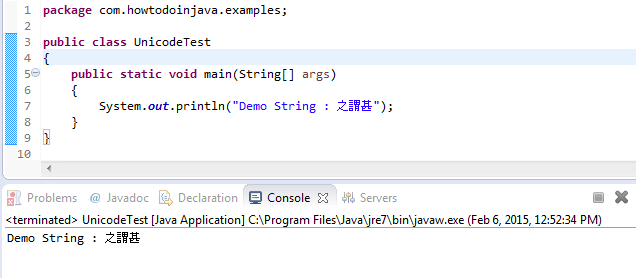 1 package com.howtodoinjava.examples;
2
3 public class UnicodeTest
4 {
5 public static void main(String[] args)
6 {
7 System.out.println("Demo String : 之謂甚");
8 }
9 }
10
Problems @ Javadoc Declaration Console Servers
<terminated> UnicodeTest [Java Application] C:\Program Files\Java\jre7\bin\javaw.exe (Feb 6, 2015, 12:52:34 PM)
Demo String : 之謂甚